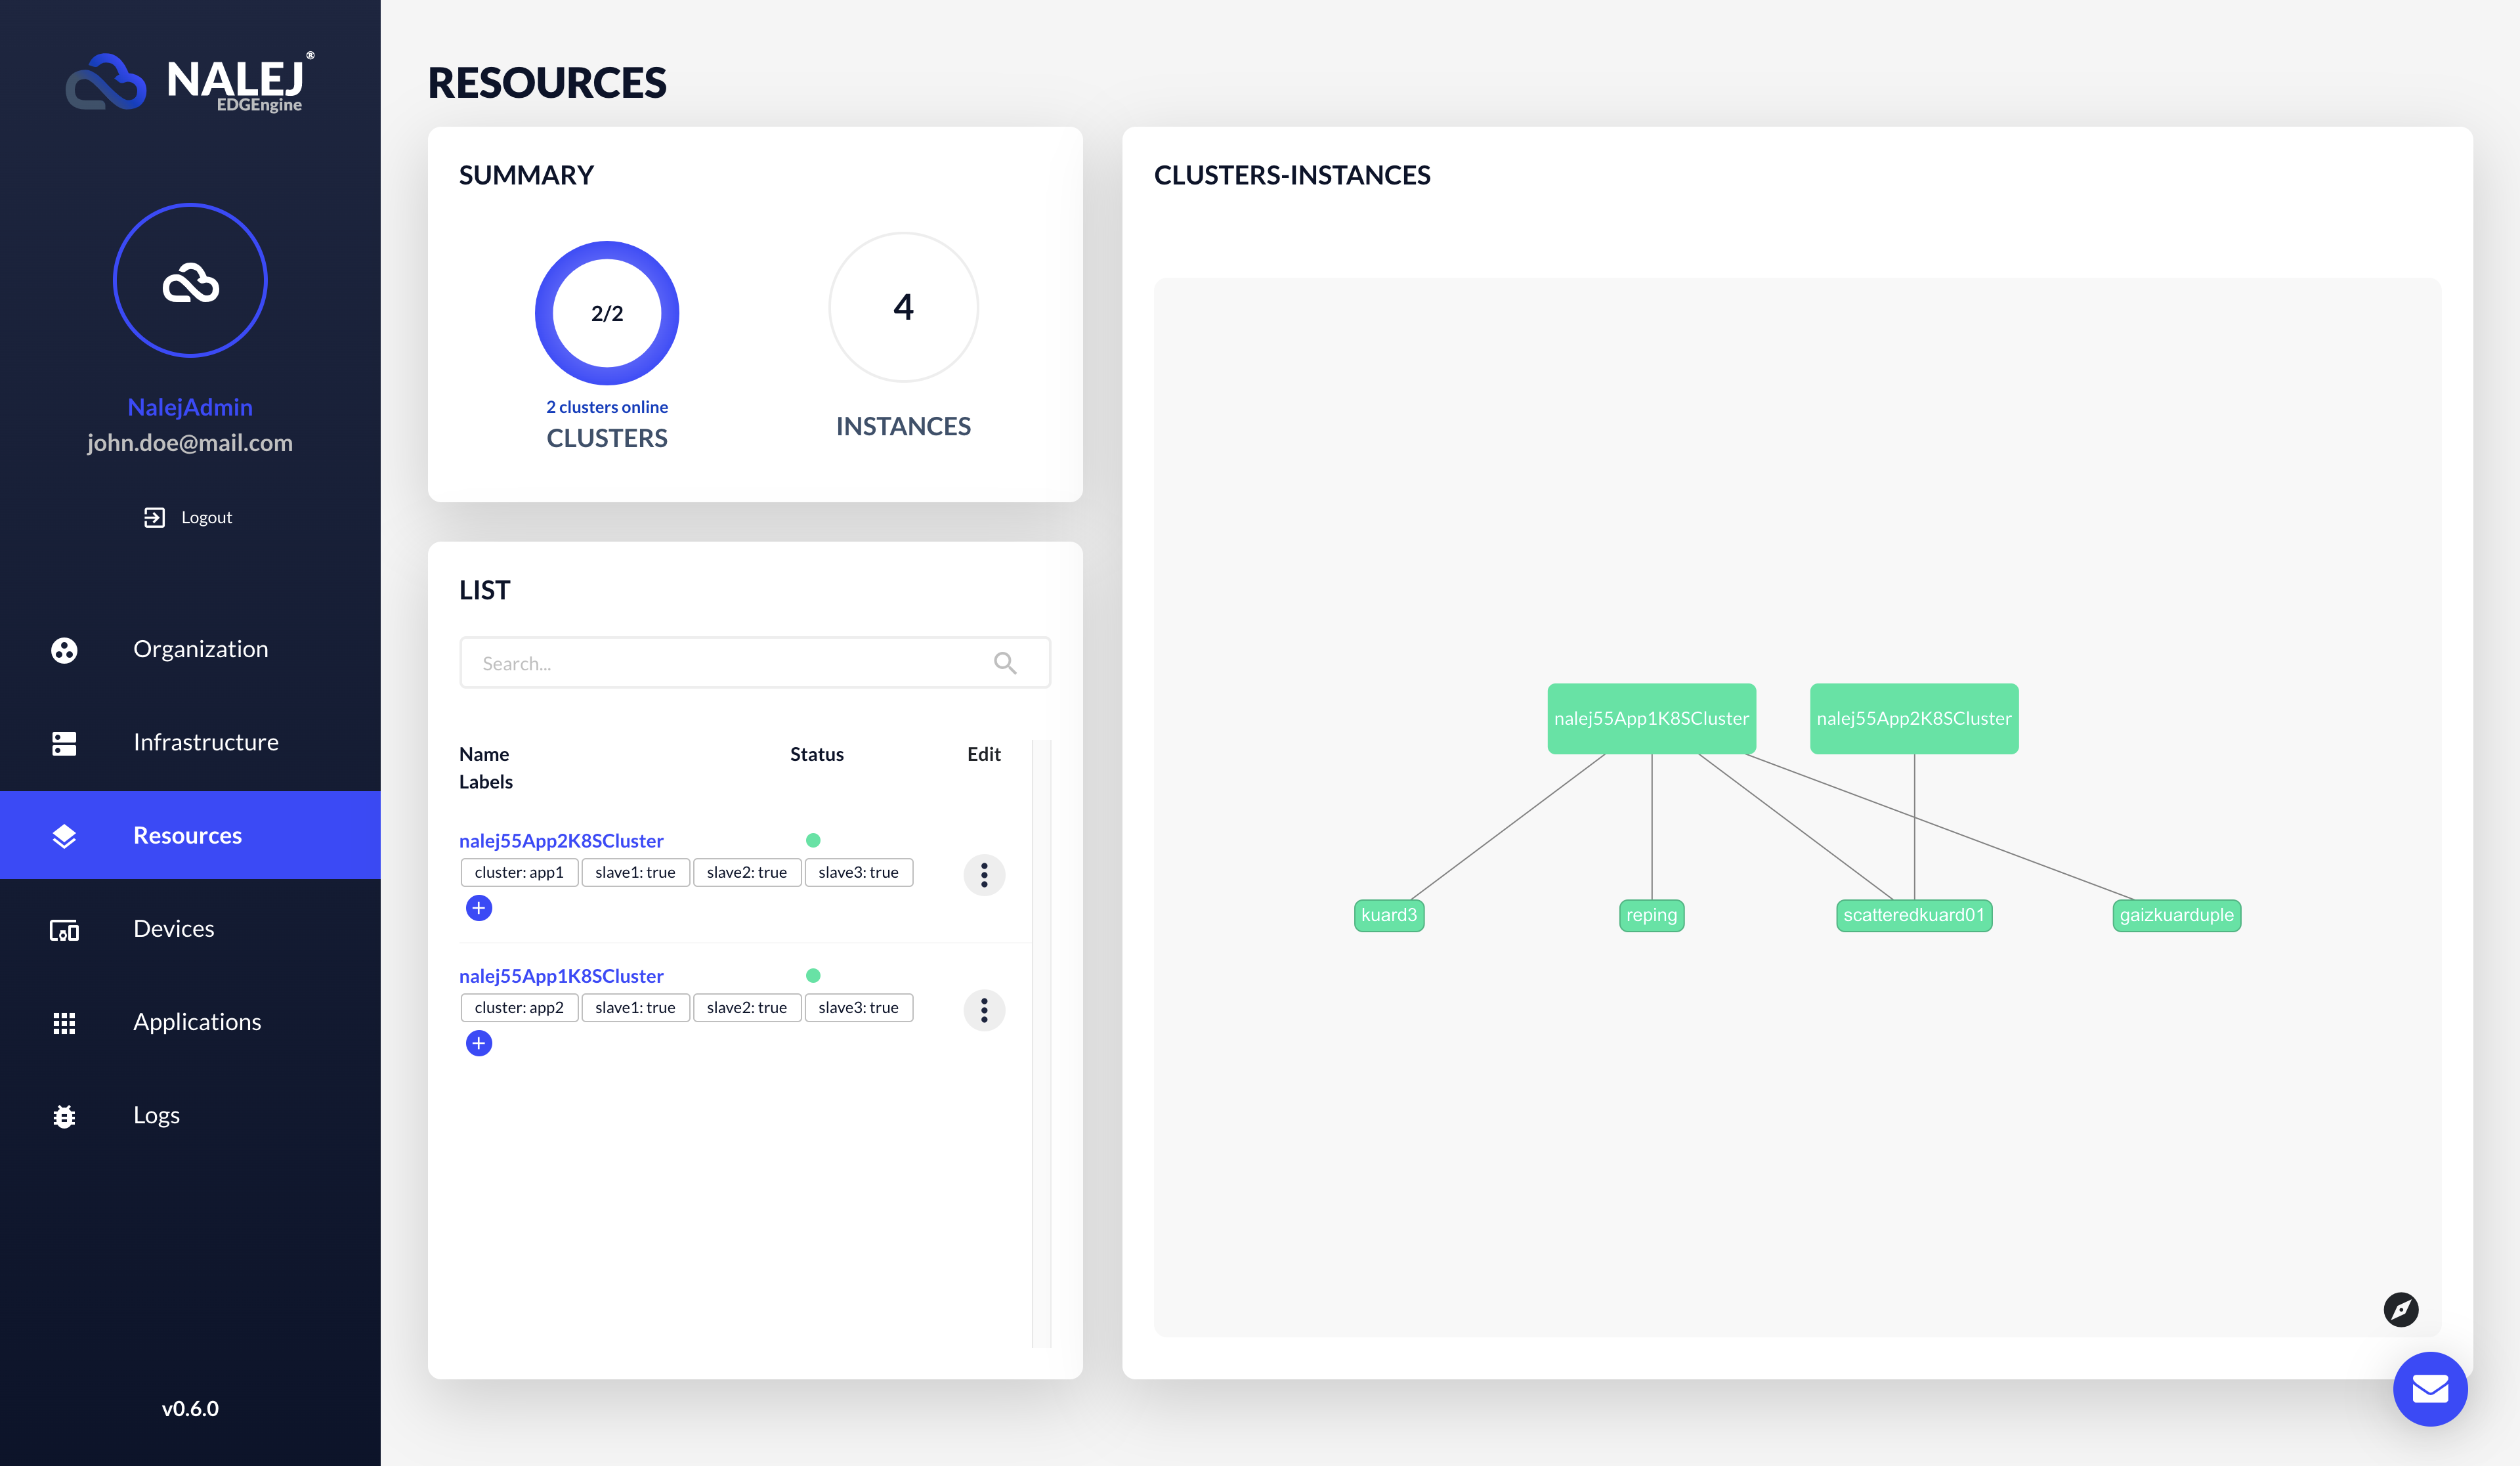 NALEJ®
EDGEngine
NalejAdmin
john.doe@mail.com
Logout
Organization
Infrastructure
Resources
Devices
Applications
Logs
v0.6.0
RESOURCES
SUMMARY
2/2
2 clusters online
CLUSTERS
4
INSTANCES
LIST
Search...
Name Status Edit
Labels
nalej55App2K8SCluster
cluster: app1 slave1: true slave2: true slave3: true
nalej55App1K8SCluster
cluster: app2 slave1: true slave2: true slave3: true
CLUSTERS-INSTANCES
nalej55App1K8SCluster nalej55App2K8SCluster
kuard3 reping scatteredkuard01 gaizkuarduple